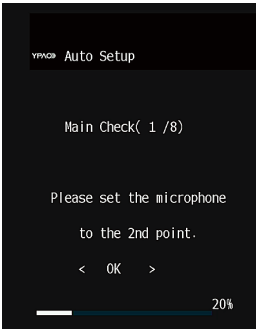 YPAO Auto Setup
Main Check( 1 /8)
Please set the microphone
to the 2nd point.
< OK >
20%